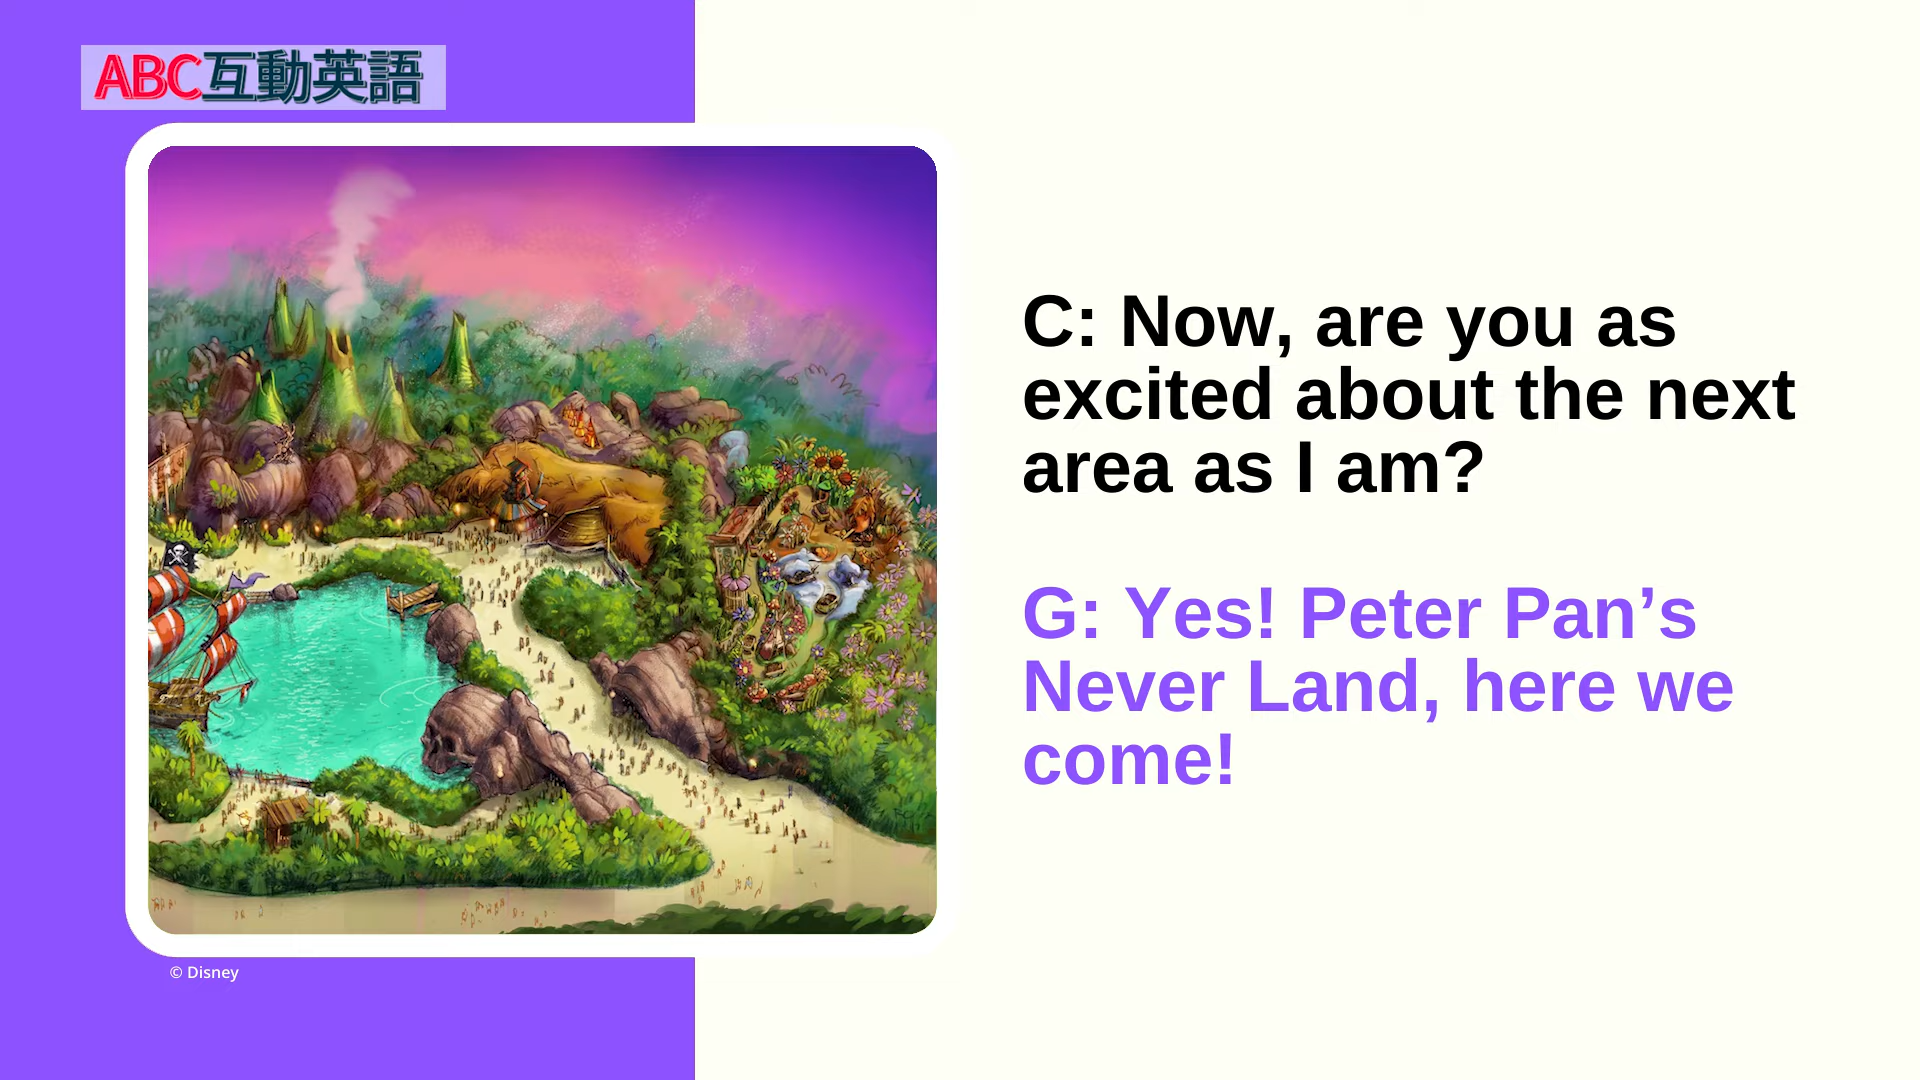 ABC互動英語
C: Now, are you as
excited about the next
area as I am?
G: Yes! Peter Pan’s
Never Land, here we
come!
© Disney